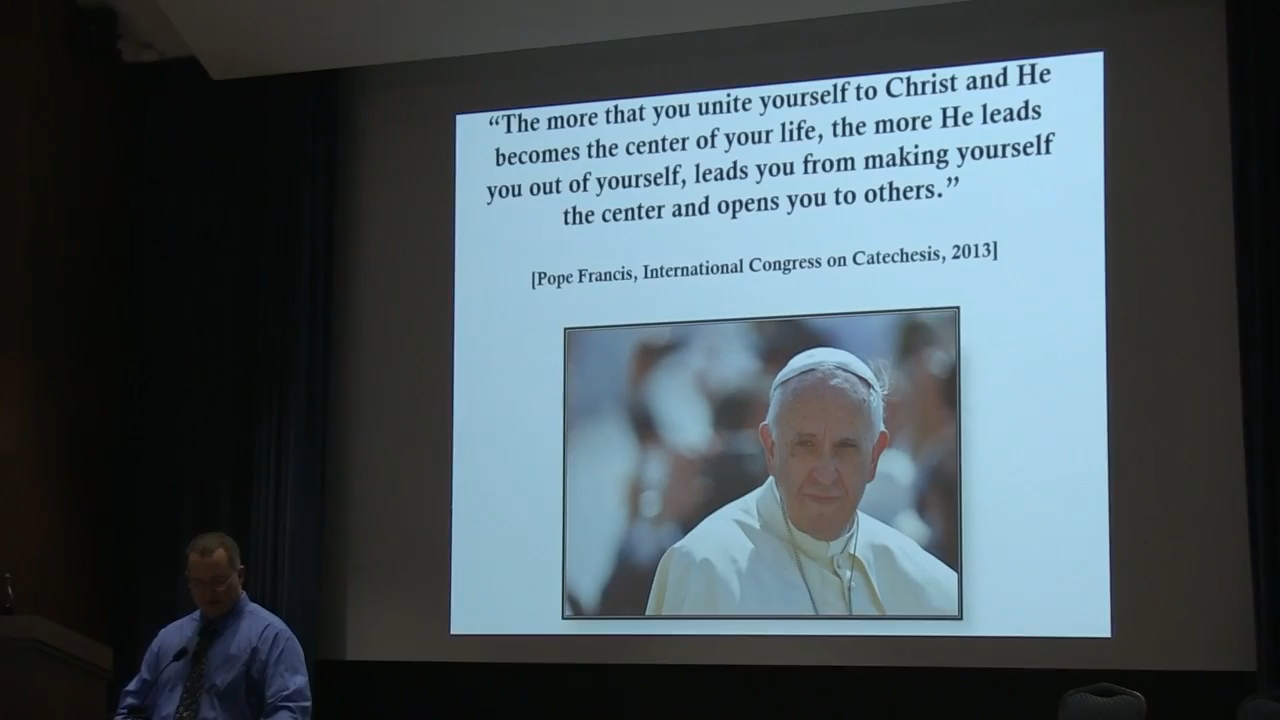 “The more that you unite yourself to Christ and He
becomes the center of your life, the more He leads
you out of yourself, leads you from making yourself
the center and opens you to others.”
[Pope Francis, International Congress on Catechesis, 2013]